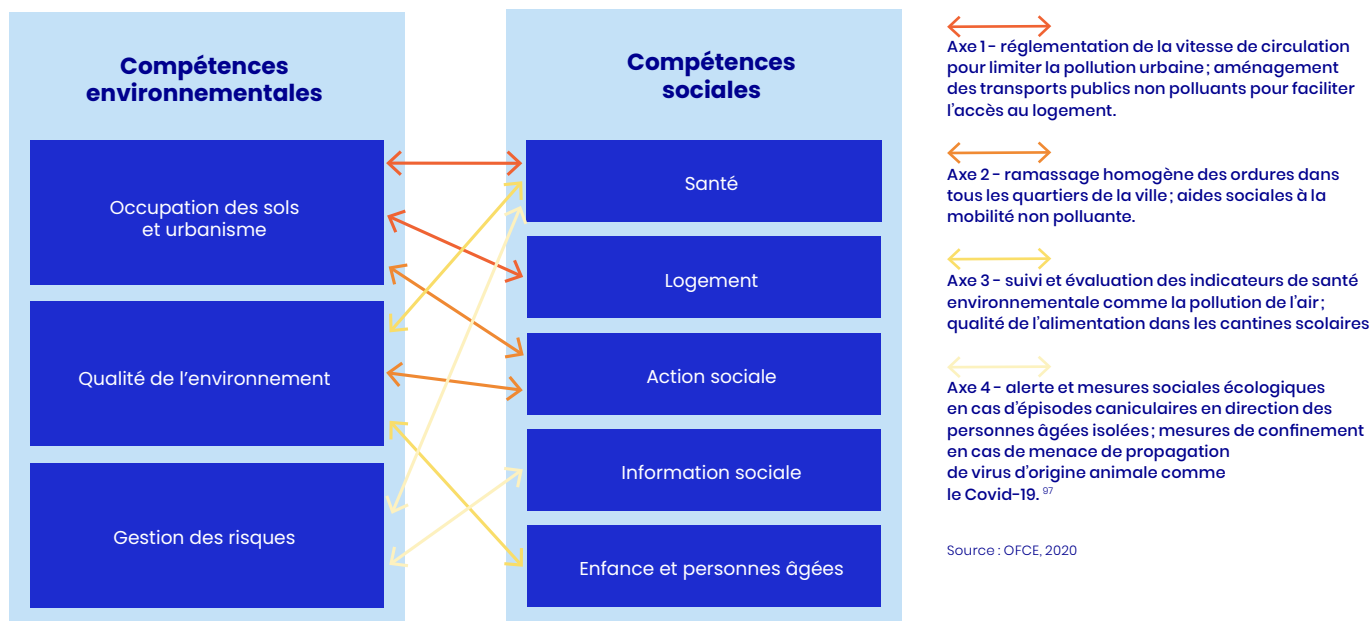 Compétences
environnementales
Occupation des sols
et urbanisme
Qualité de l’environnement
Gestion des risques
Compétences
sociales
Santé
Logement
Action sociale
Information sociale
Enfance et personnes âgées
Axe 1 - réglementation de la vitesse de circulation
pour limiter la pollution urbaine ; aménagement
des transports publics non polluants pour faciliter
l’accès au logement.
Axe 2 - ramassage homogène des ordures dans
tous les quartiers de la ville ; aides sociales à la
mobilité non polluante.
Axe 3 - suivi et évaluation des indicateurs de santé
environnementale comme la pollution de l’air ;
qualité de l’alimentation dans les cantines scolaires
Axe 4 - alerte et mesures sociales écologiques
en cas d’épisodes caniculaires en direction des
personnes âgées isolées ; mesures de confinement
en cas de menace de propagation
de virus d’origine animale comme
le Covid-19. 97
Source : OFCE, 2020